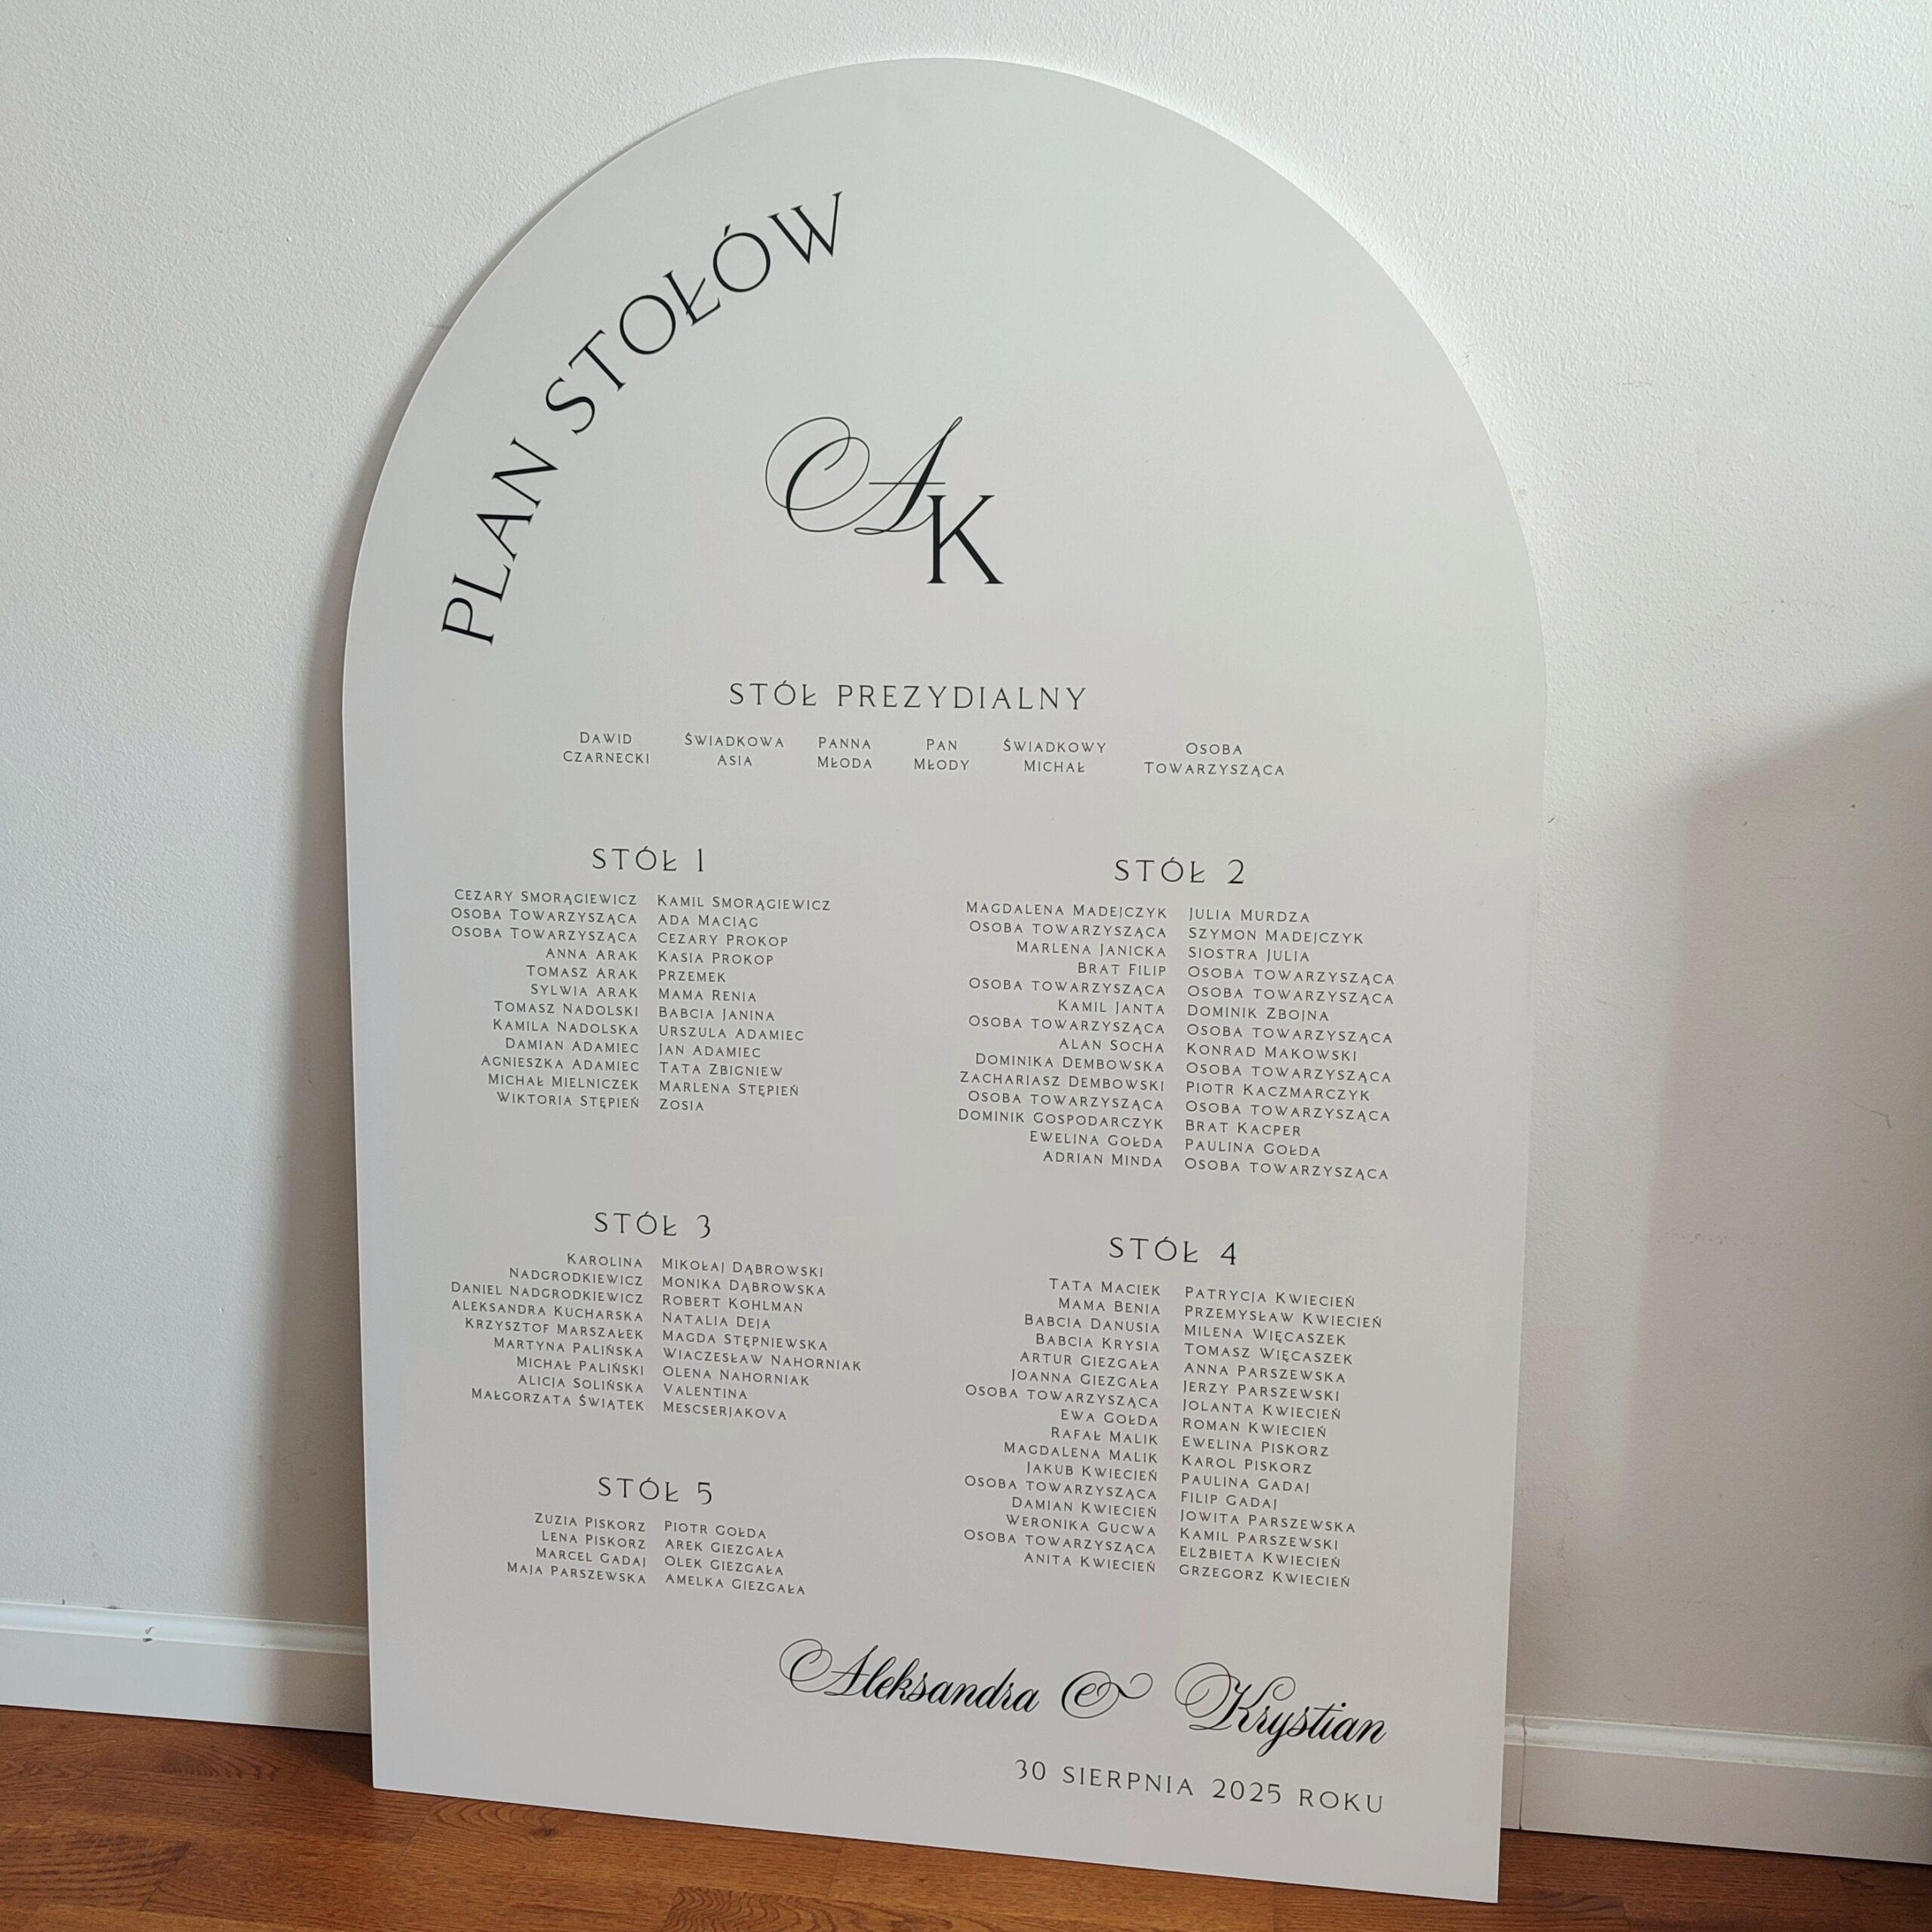 PLAN STOŁÓW
AK
STÓŁ PREZYDIALNY
DAWID CZARNECKI
ŚWIADKOWA ASIA
PANNA MŁODA
PAN MŁODY
ŚWIADKOWY MICHAŁ
OSOBA TOWARZYSZĄCA
STÓŁ 1
CEZARY SMORĄGIEWICZ KAMIL SMORĄGIEWICZ
OSOBA TOWARZYSZĄCA ADA MACIĄG
OSOBA TOWARZYSZĄCA CEZARY PROKOP
ANNA ARAK KASIA PROKOP
TOMASZ ARAK PRZEMEK
SYLWIA ARAK MAMA RENIA
TOMASZ NADOLSKI BABCIA JANINA
KAMILA NADOLSKA URSZULA ADAMIEC
DAMIAN ADAMIEC JAN ADAMIEC
AGNIESZKA ADAMIEC TATA ZBIGNIEW
MICHAŁ MIELNICZEK MARLENA STĘPIEŃ
WIKTORIA STĘPIEŃ ZOSIA
STÓŁ 2
MAGDALENA MADEJCZYK JULIA MURDZA
OSOBA TOWARZYSZĄCA SZYMON MADEJCZYK
MARLENA JANICKA SIOSTRA JULIA
BRAT FILIP OSOBA TOWARZYSZĄCA
OSOBA TOWARZYSZĄCA OSOBA TOWARZYSZĄCA
KAMIL JANTA DOMINIK ZBOJNA
OSOBA TOWARZYSZĄCA OSOBA TOWARZYSZĄCA
ALAN SOCHA KONRAD MAKOWSKI
DOMINIKA DEMBOWSKA OSOBA TOWARZYSZĄCA
ZACHARIASZ DEMBOWSKI PIOTR KACZMARCZYK
OSOBA TOWARZYSZĄCA OSOBA TOWARZYSZĄCA
DOMINIK GOSPODARCZYK BRAT KACPER
EWELINA GOŁDA PAULINA GOŁDA
ADRIAN MINDA OSOBA TOWARZYSZĄCA
STÓŁ 3
KAROLINA MIKOŁAJ DĄBROWSKI
NADGRODKIEWICZ MONIKA DĄBROWSKA
DANIEL NADGRODKIEWICZ ROBERT KOHLMAN
ALEKSANDRA KUCHARSKA NATALIA DEJA
KRZYSZTOF MARSZAŁEK MAGDA STĘPNIEWSKA
MARTYNA PALIŃSKA WIACZESŁAW NAHORNIAK
MICHAŁ PALIŃSKI OLENA NAHORNIAK
ALICJA SOLIŃSKA VALENTINA
MAŁGORZATA ŚWIĄTEK MESCSERJAKOVA
STÓŁ 4
TATA MACIEK PATRYCJA KWIECIEŃ
MAMA BENIA PRZEMYSŁAW KWIECIEŃ
BABCIA DANUSIA MILENA WIĘCASZEK
BABCIA KRYSIA TOMASZ WIĘCASZEK
ARTUR GIEZGAŁA ANNA PARSZEWSKA
JOANNA GIEZGAŁA JERZY PARSZEWSKI
OSOBA TOWARZYSZĄCA JOLANTA KWIECIEŃ
EWA GOŁDA ROMAN KWIECIEŃ
RAFAŁ MALIK EWELINA PISKORZ
MAGDALENA MALIK KAROL PISKORZ
JAKUB KWIECIEŃ PAULINA GADAJ
OSOBA TOWARZYSZĄCA FILIP GADAJ
DAMIAN KWIECIEŃ JOWITA PARSZEWSKA
WERONIKA GUCWA KAMIL PARSZEWSKI
OSOBA TOWARZYSZĄCA ELŻBIETA KWIECIEŃ
ANITA KWIECIEŃ GRZEGORZ KWIECIEŃ
STÓŁ 5
ZUZIA PISKORZ PIOTR GOŁDA
LENA PISKORZ AREK GIEZGAŁA
MARCEL GADAJ OLEK GIEZGAŁA
MAJA PARSZEWSKA AMELKA GIEZGAŁA
Aleksandra & Krystian
30 SIERPNIA 2025 ROKU